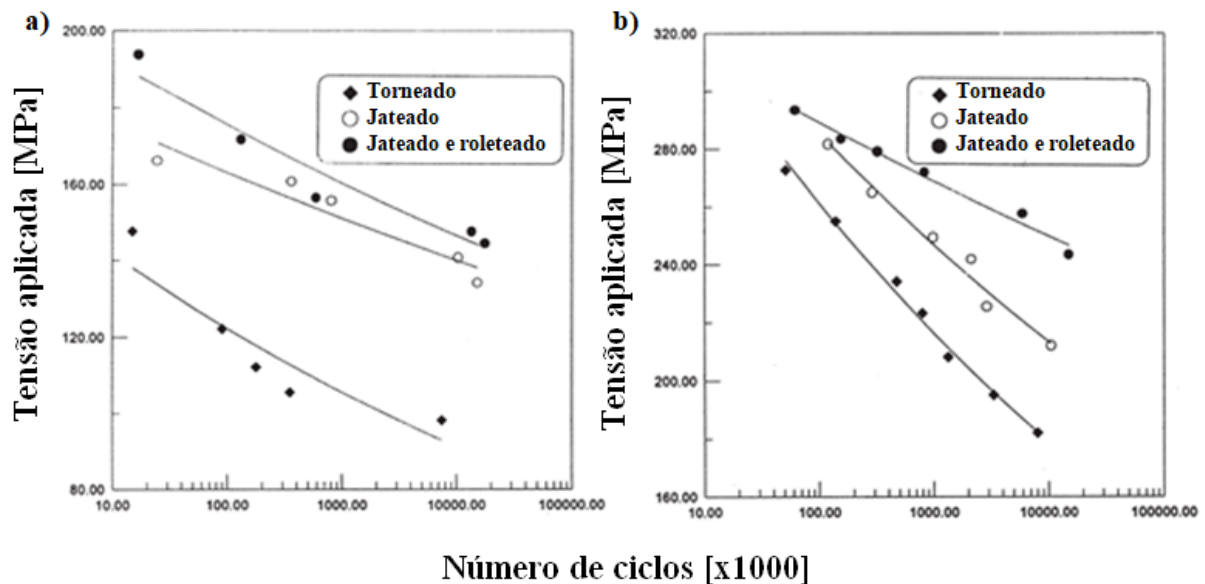 a)
200.00
160.00
120.00
80.00
10.00
100.00
1000.00
10000.00
100000.00
Tensão aplicada [MPa]
Torneado
Jateado
Jateado e roleteado
b)
320.00
280.00
240.00
200.00
160.00
10.00
100.00
1000.00
10000.00
100000.00
Tensão aplicada [MPa]
Torneado
Jateado
Jateado e roleteado
Número de ciclos [x1000]